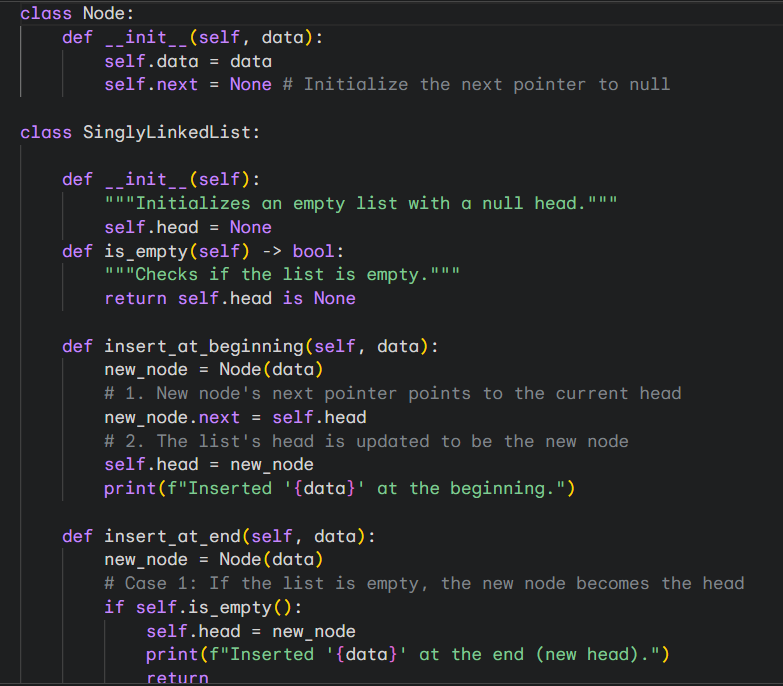 class Node:
    def __init__(self, data):
        self.data = data
        self.next = None # Initialize the next pointer to null

class SinglyLinkedList:

    def __init__(self):
        """Initializes an empty list with a null head."""
        self.head = None
    def is_empty(self) -> bool:
        """Checks if the list is empty."""
        return self.head is None

    def insert_at_beginning(self, data):
        new_node = Node(data)
        # 1. New node's next pointer points to the current head
        new_node.next = self.head
        # 2. The list's head is updated to be the new node
        self.head = new_node
        print(f"Inserted '{data}' at the beginning.")

    def insert_at_end(self, data):
        new_node = Node(data)
        # Case 1: If the list is empty, the new node becomes the head
        if self.is_empty():
            self.head = new_node
            print(f"Inserted '{data}' at the end (new head).")
            return